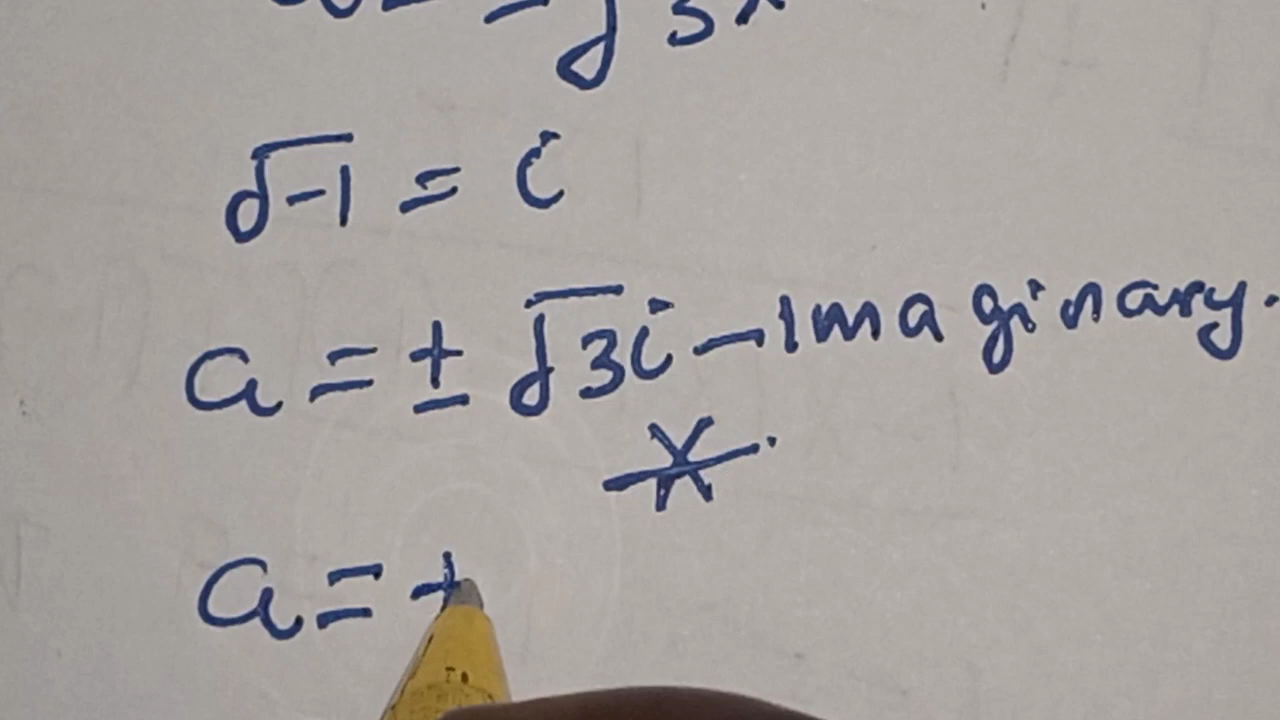 √-1 = i
a = ± √3i - Imaginary.
a = +